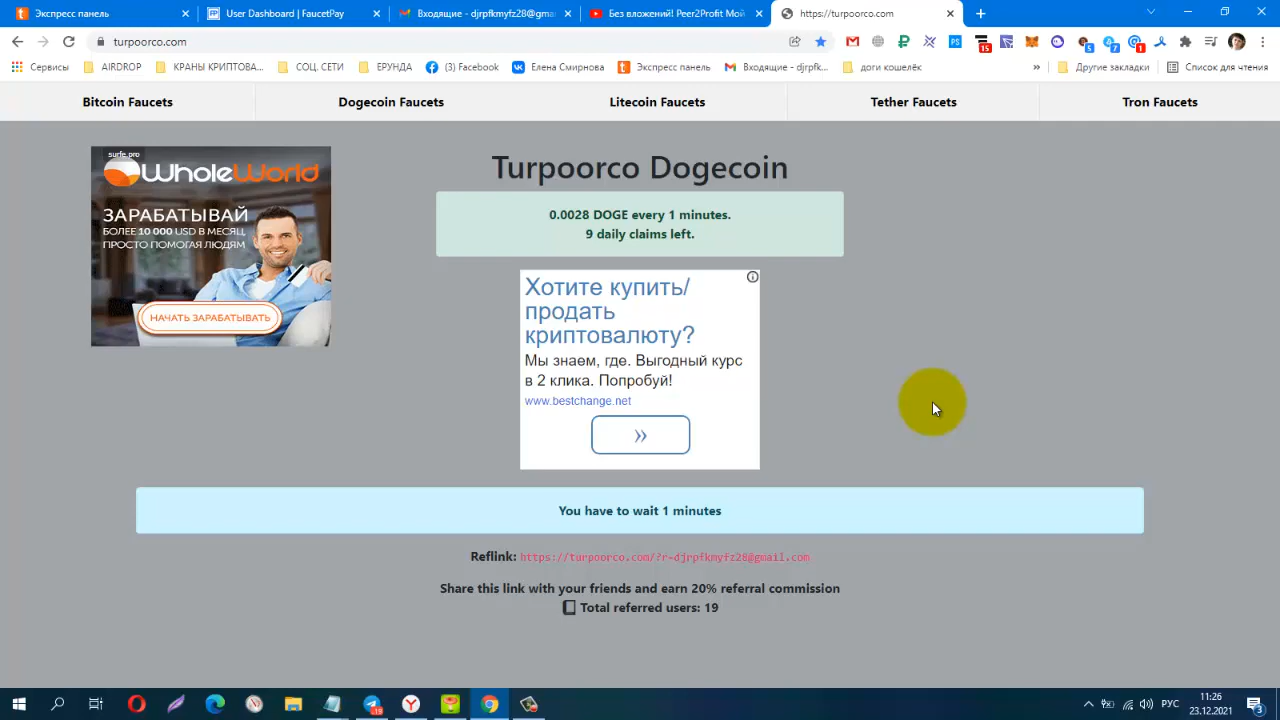 Экспресс панель
User Dashboard | FaucetPay
Входящие - djrpfkmyfz28@gma
Без вложений! Peer2Profit Мой
https://turpoorco.com
turpoorco.com
15
5
7
1
Сервисы
AIRDROP
КРАНЫ КРИПТОВА...
СОЦ. СЕТИ
ЕРУНДА
(3) Facebook
Елена Смирнова
Экспресс панель
Входящие - djrpfk...
доги кошелёк
»
Другие закладки
Список для чтения
Bitcoin Faucets
Dogecoin Faucets
Litecoin Faucets
Tether Faucets
Tron Faucets
surfe.pro
WHOLEWORLD
ЗАРАБАТЫВАЙ
БОЛЕЕ 10 000 USD В МЕСЯЦ,
ПРОСТО ПОМОГАЯ ЛЮДЯМ
НАЧАТЬ ЗАРАБАТЫВАТЬ
Turpoorco Dogecoin
0.0028 DOGE every 1 minutes.
9 daily claims left.
Хотите купить/
продать
криптовалюту?
Мы знаем, где. Выгодный курс
в 2 клика. Попробуй!
www.bestchange.net
»
You have to wait 1 minutes
Reflink: https://turpoorco.com/?r=djrpfkmyfz28@gmail.com
Share this link with your friends and earn 20% referral commission
Total referred users: 19
РУС
11:26
23.12.2021
3